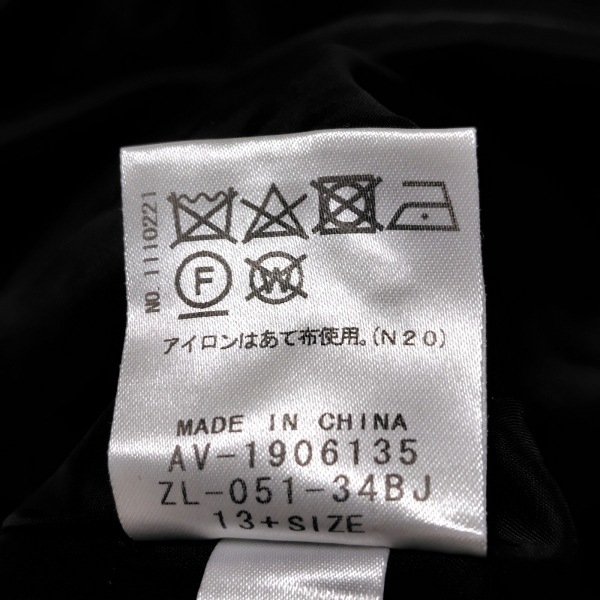 NO.1110221
F
W
アイロンはあて布使用。(N20)
MADE IN CHINA
AV-1906135
ZL-051-34BJ
13+SIZE